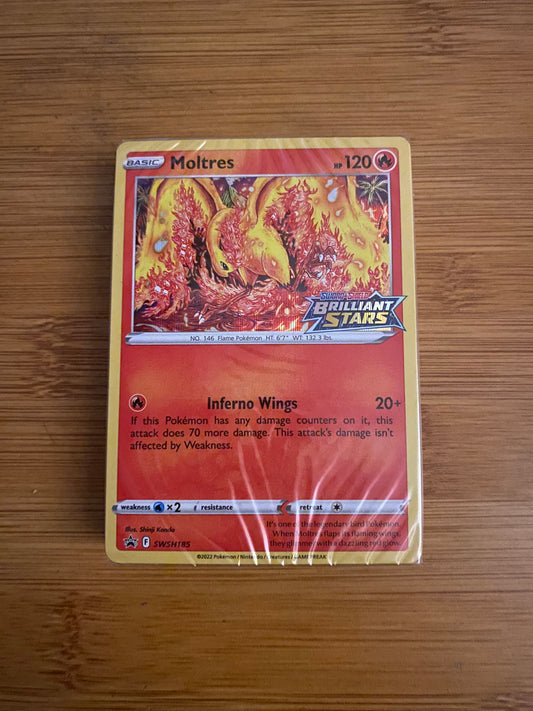 BASIC Moltres HP 120
SWORD & SHIELD
BRILLIANT
STARS
NO. 146 Flame Pokémon HT: 6'7" WT: 132.3 lbs.
Inferno Wings 20+
If this Pokémon has any damage counters on it, this
attack does 70 more damage. This attack's damage isn't
affected by Weakness.
weakness ×2 resistance retreat
Illus. Shinji Kanda
It's one of the legendary bird Pokémon.
When Moltres flaps its flaming wings,
they glimmer with a dazzling red glow.
F SWSH185
©2022 Pokémon / Nintendo / Creatures / GAME FREAK